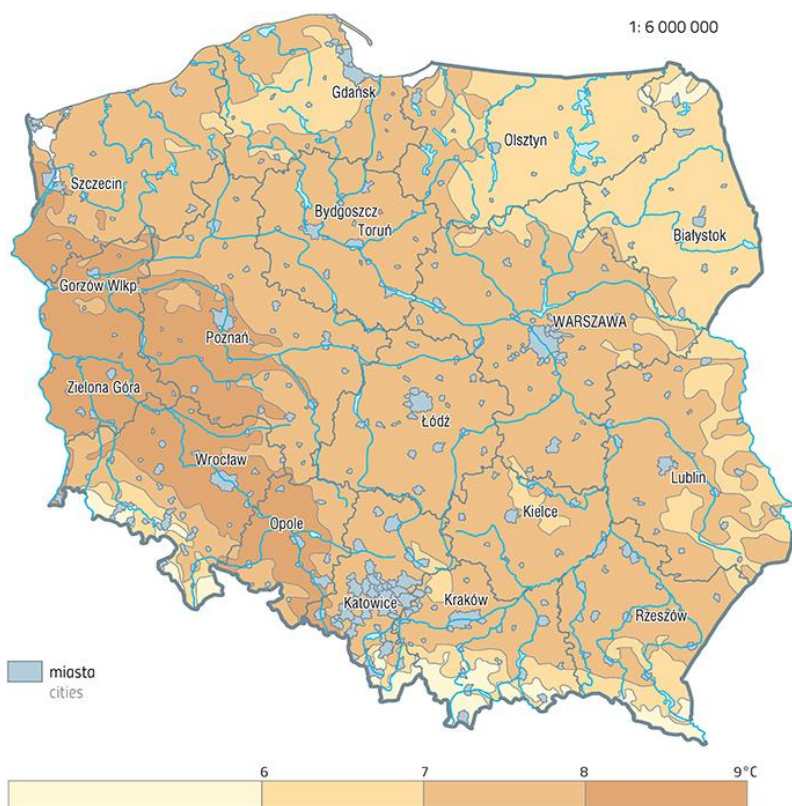 1: 6 000 000
Gdańsk
Olsztyn
Szczecin
Bydgoszcz
Toruń
Białystok
Gorzów Wlkp.
Poznań
WARSZAWA
Zielona Góra
Łódź
Wrocław
Lublin
Opole
Kielce
Katowice
Kraków
Rzeszów
miasta
cities
6 7 8 9°C